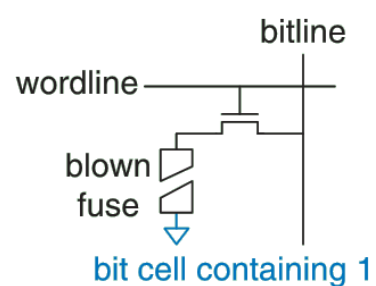 bitline
wordline
blown
fuse
bit cell containing 1